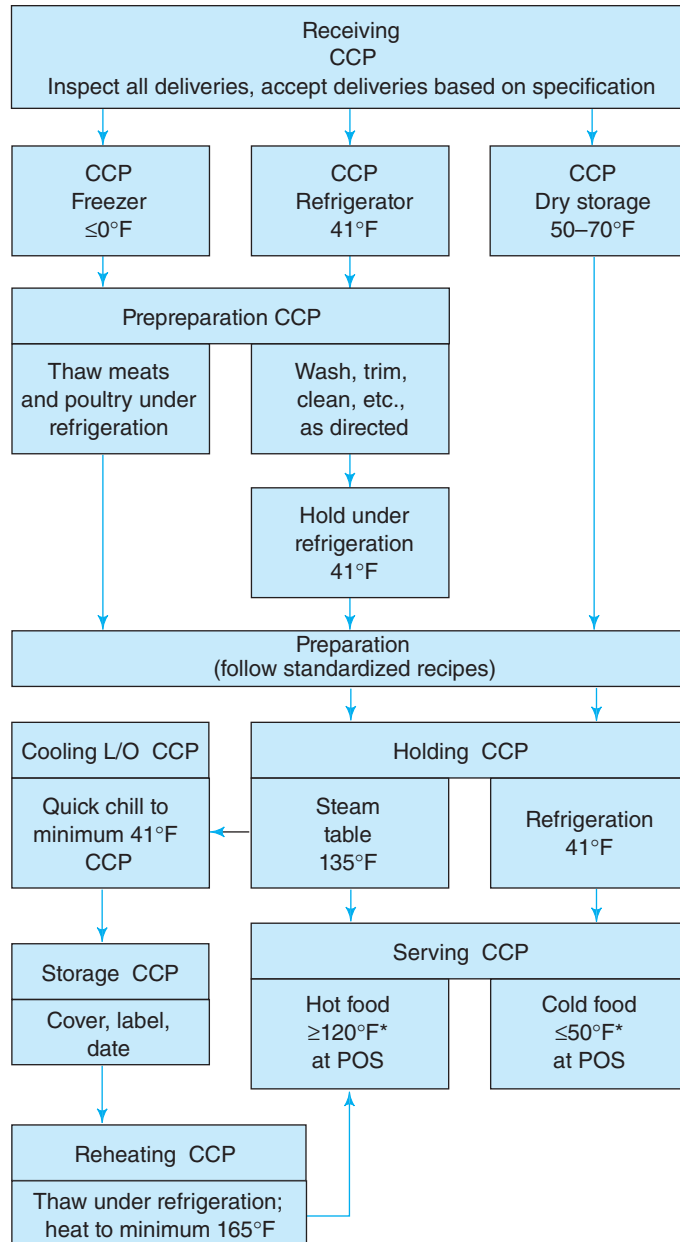 Receiving
CCP
Inspect all deliveries, accept deliveries based on specification
CCP
Freezer
≤0°F
CCP
Refrigerator
41°F
CCP
Dry storage
50–70°F
Prepreparation CCP
Thaw meats
and poultry under
refrigeration
Wash, trim,
clean, etc.,
as directed
Hold under
refrigeration
41°F
Preparation
(follow standardized recipes)
Cooling L/O CCP
Quick chill to
minimum 41°F
CCP
Holding CCP
Steam
table
135°F
Refrigeration
41°F
Storage CCP
Cover, label,
date
Serving CCP
Hot food
≥120°F*
at POS
Cold food
≤50°F*
at POS
Reheating CCP
Thaw under refrigeration;
heat to minimum 165°F